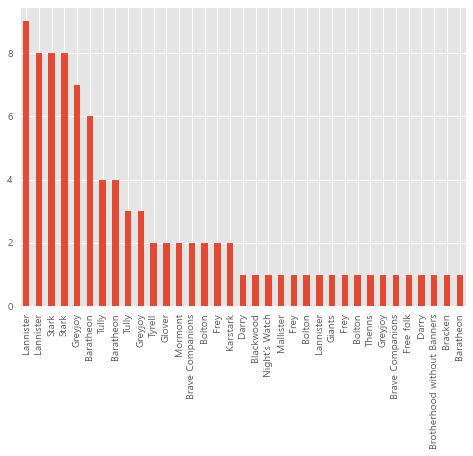 8
6
4
2
0
Lannister
Lannister
Stark
Stark
Greyjoy
Baratheon
Tully
Baratheon
Tully
Greyjoy
Tyrell
Glover
Mormont
Brave Companions
Bolton
Frey
Karstark
Darry
Blackwood
Night's Watch
Mallister
Frey
Bolton
Lannister
Giants
Frey
Bolton
Thenns
Greyjoy
Brave Companions
Free folk
Darry
Brotherhood without Banners
Bracken
Baratheon